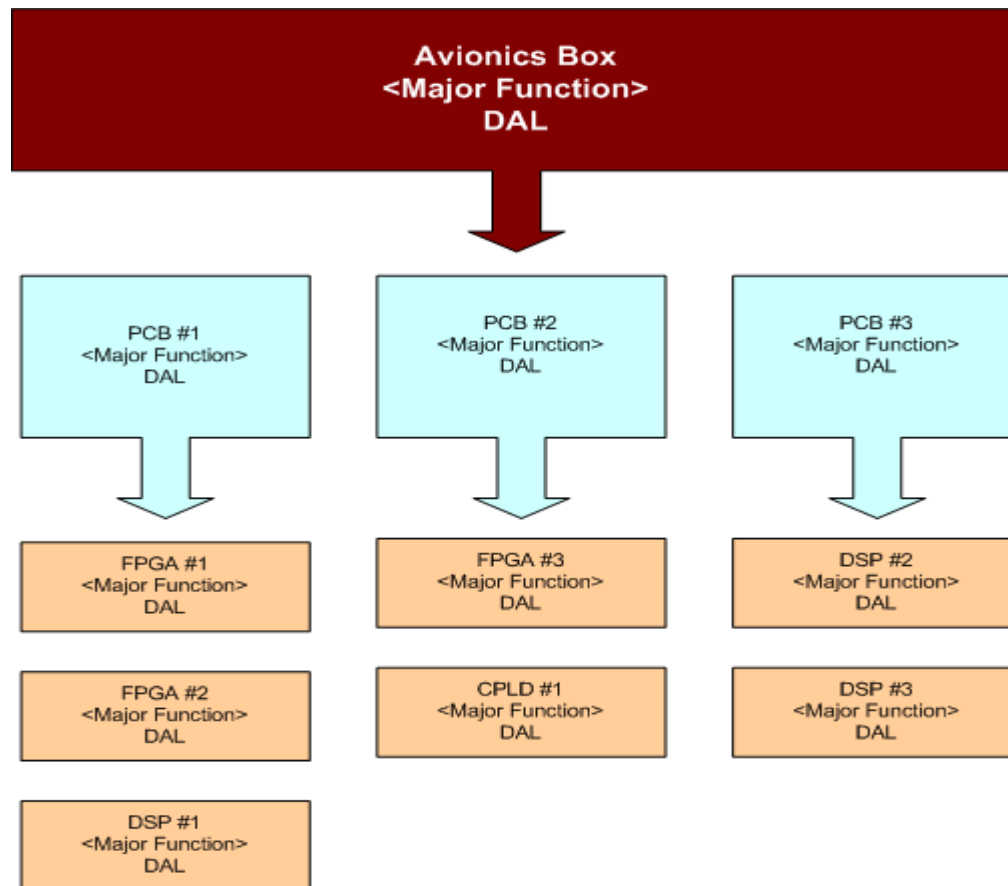 Avionics Box
<Major Function>
DAL
PCB #1
<Major Function>
DAL
PCB #2
<Major Function>
DAL
PCB #3
<Major Function>
DAL
FPGA #1
<Major Function>
DAL
FPGA #3
<Major Function>
DAL
DSP #2
<Major Function>
DAL
FPGA #2
<Major Function>
DAL
CPLD #1
<Major Function>
DAL
DSP #3
<Major Function>
DAL
DSP #1
<Major Function>
DAL